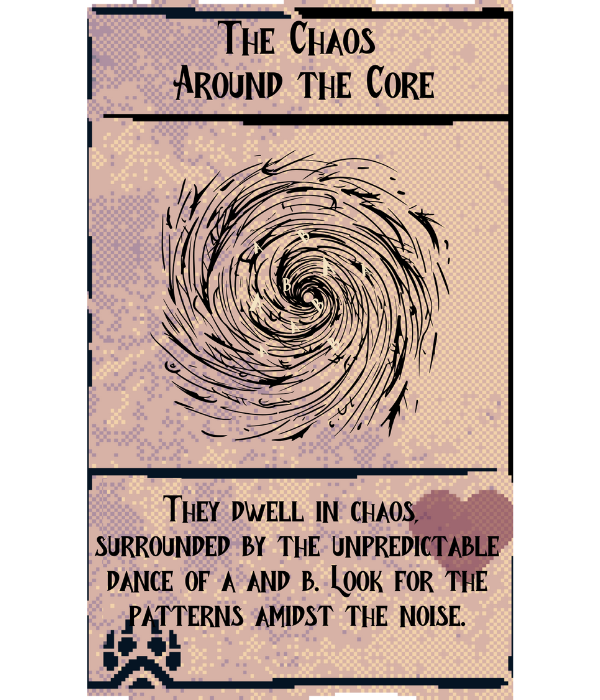 The Chaos
Around the Core
They dwell in chaos,
surrounded by the unpredictable
dance of a and b. Look for the
patterns amidst the noise.